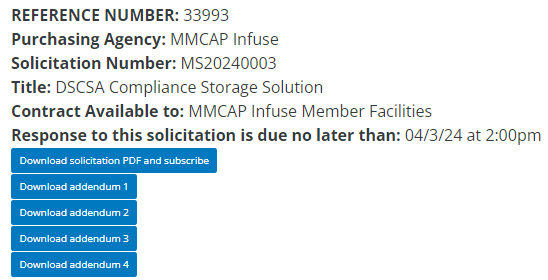 REFERENCE NUMBER: 33993
Purchasing Agency: MMCAP Infuse
Solicitation Number: MS20240003
Title: DSCSA Compliance Storage Solution
Contract Available to: MMCAP Infuse Member Facilities
Response to this solicitation is due no later than: 04/3/24 at 2:00pm
Download solicitation PDF and subscribe
Download addendum 1
Download addendum 2
Download addendum 3
Download addendum 4